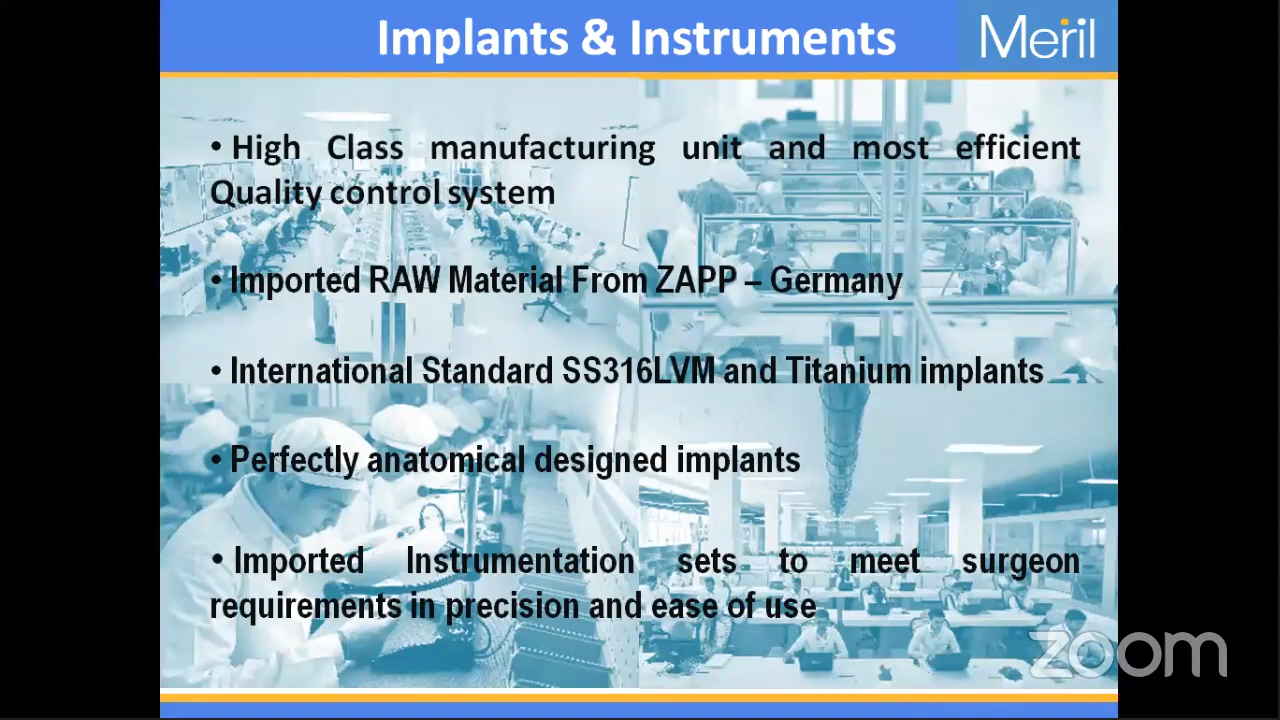 Implants & Instruments
Meril
• High Class manufacturing unit and most efficient
Quality control system
• Imported RAW Material From ZAPP – Germany
• International Standard SS316LVM and Titanium implants
• Perfectly anatomical designed implants
• Imported Instrumentation sets to meet surgeon
requirements in precision and ease of use
zoom